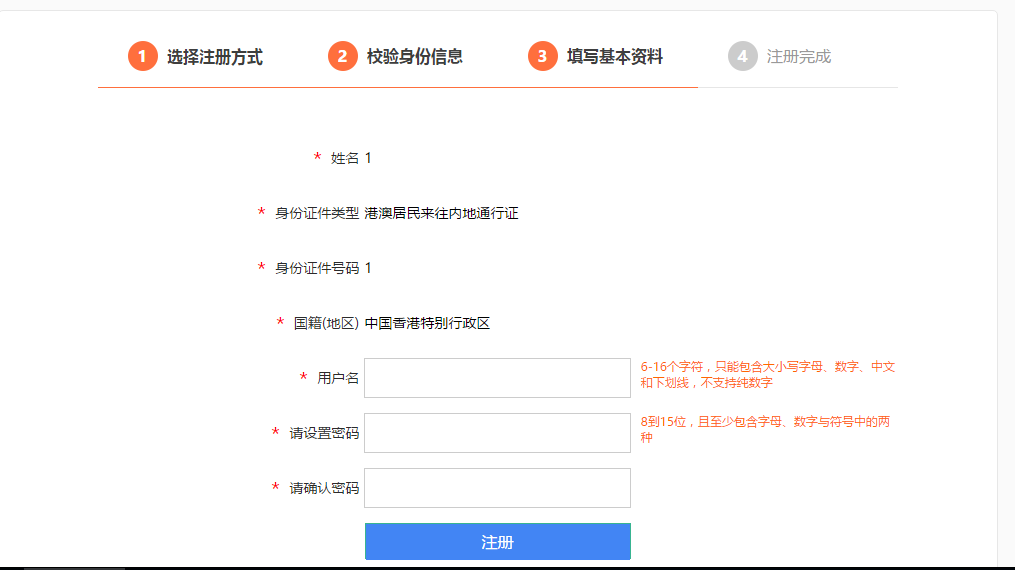 1 选择注册方式 2 校验身份信息 3 填写基本资料 4 注册完成
* 姓名 1
* 身份证件类型 港澳居民来往内地通行证
* 身份证件号码 1
* 国籍(地区) 中国香港特别行政区
* 用户名
6-16个字符，只能包含大小写字母、数字、中文
和下划线，不支持纯数字
* 请设置密码
8到15位，且至少包含字母、数字与符号中的两
种
* 请确认密码
注册